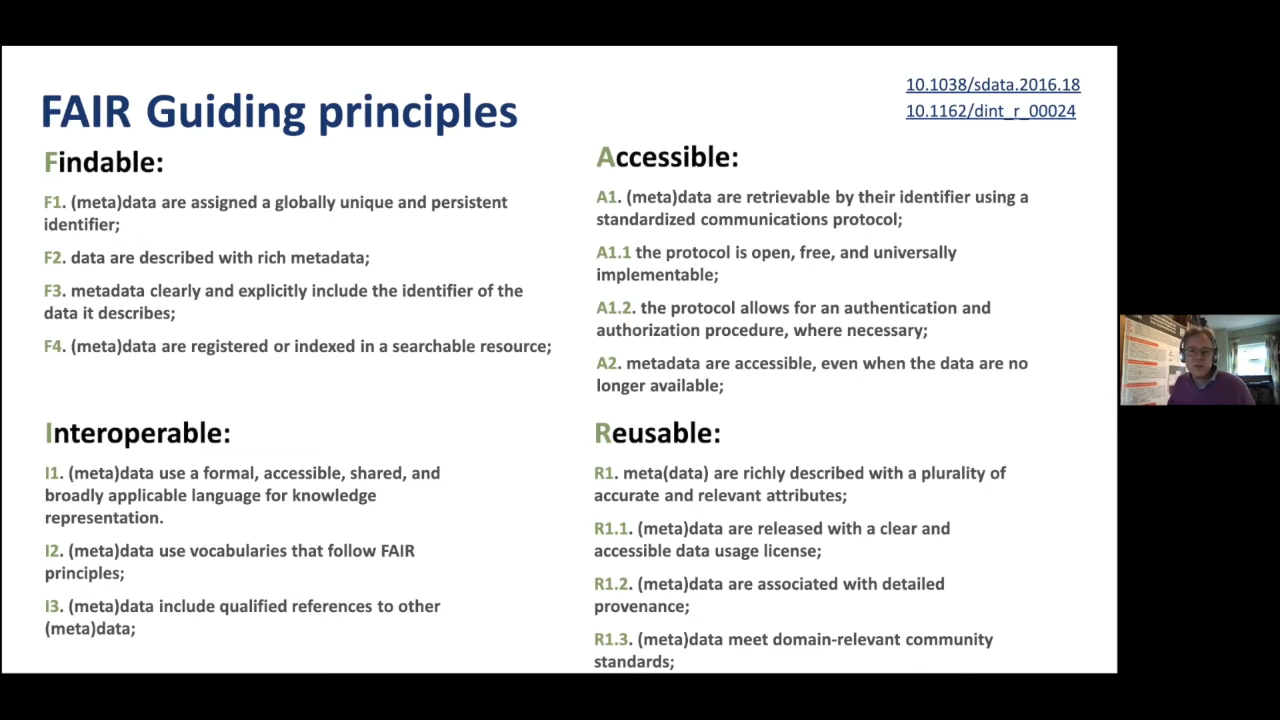 FAIR Guiding principles
10.1038/sdata.2016.18
10.1162/dint_r_00024
Findable:
F1. (meta)data are assigned a globally unique and persistent
identifier;
F2. data are described with rich metadata;
F3. metadata clearly and explicitly include the identifier of the
data it describes;
F4. (meta)data are registered or indexed in a searchable resource;
Accessible:
A1. (meta)data are retrievable by their identifier using a
standardized communications protocol;
A1.1 the protocol is open, free, and universally
implementable;
A1.2. the protocol allows for an authentication and
authorization procedure, where necessary;
A2. metadata are accessible, even when the data are no
longer available;
Interoperable:
I1. (meta)data use a formal, accessible, shared, and
broadly applicable language for knowledge
representation.
I2. (meta)data use vocabularies that follow FAIR
principles;
I3. (meta)data include qualified references to other
(meta)data;
Reusable:
R1. meta(data) are richly described with a plurality of
accurate and relevant attributes;
R1.1. (meta)data are released with a clear and
accessible data usage license;
R1.2. (meta)data are associated with detailed
provenance;
R1.3. (meta)data meet domain-relevant community
standards;